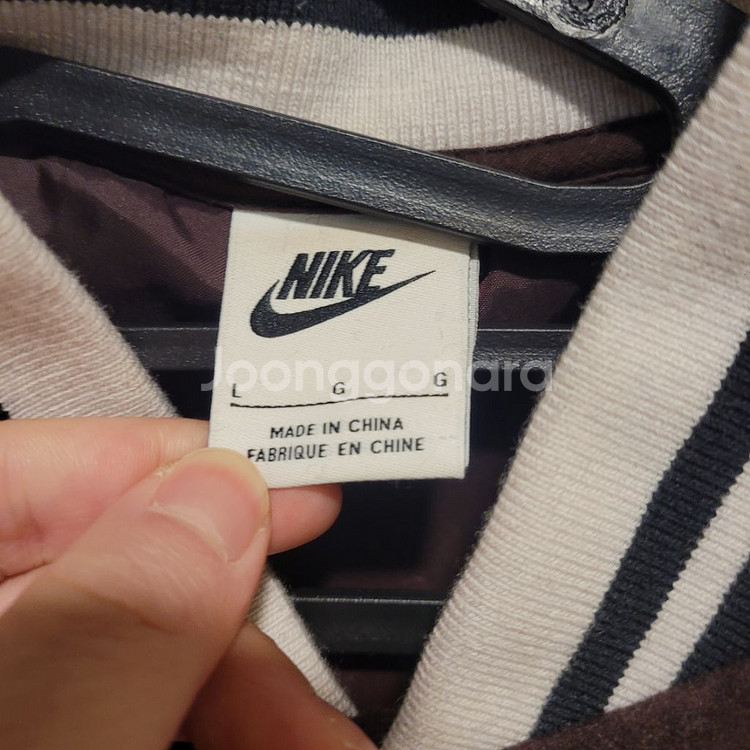 NIKE
Joonggonara
L G G
MADE IN CHINA
FABRIQUE EN CHINE